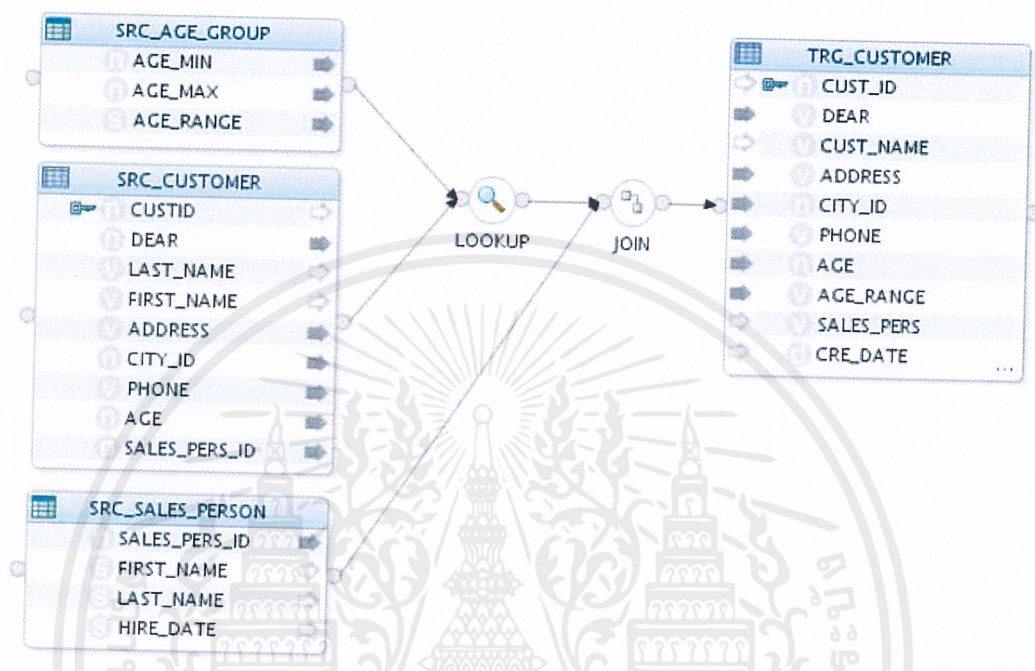 SRC_AGE_GROUP
AGE_MIN
AGE_MAX
AGE_RANGE
SRC_CUSTOMER
CUSTID
DEAR
LAST_NAME
FIRST_NAME
ADDRESS
CITY_ID
PHONE
AGE
SALES_PERS_ID
SRC_SALES_PERSON
SALES_PERS_ID
FIRST_NAME
LAST_NAME
HIRE_DATE
LOOKUP
JOIN
TRG_CUSTOMER
CUST_ID
DEAR
CUST_NAME
ADDRESS
CITY_ID
PHONE
AGE
AGE_RANGE
SALES_PERS
CRE_DATE
...